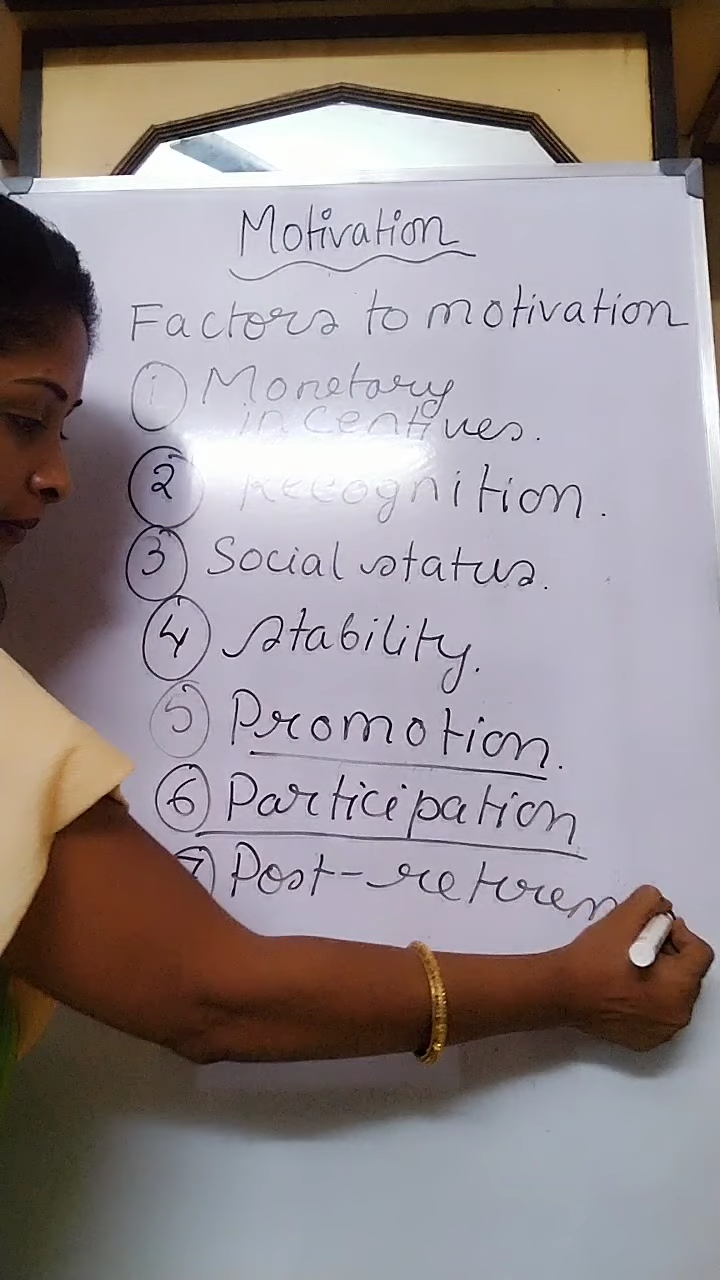 Motivation
Factors to motivation
① Monetary
incentives.
② Recognition.
③ Social status.
④ Stability.
⑤ Promotion.
⑥ Participation
⑦ Post-retirem